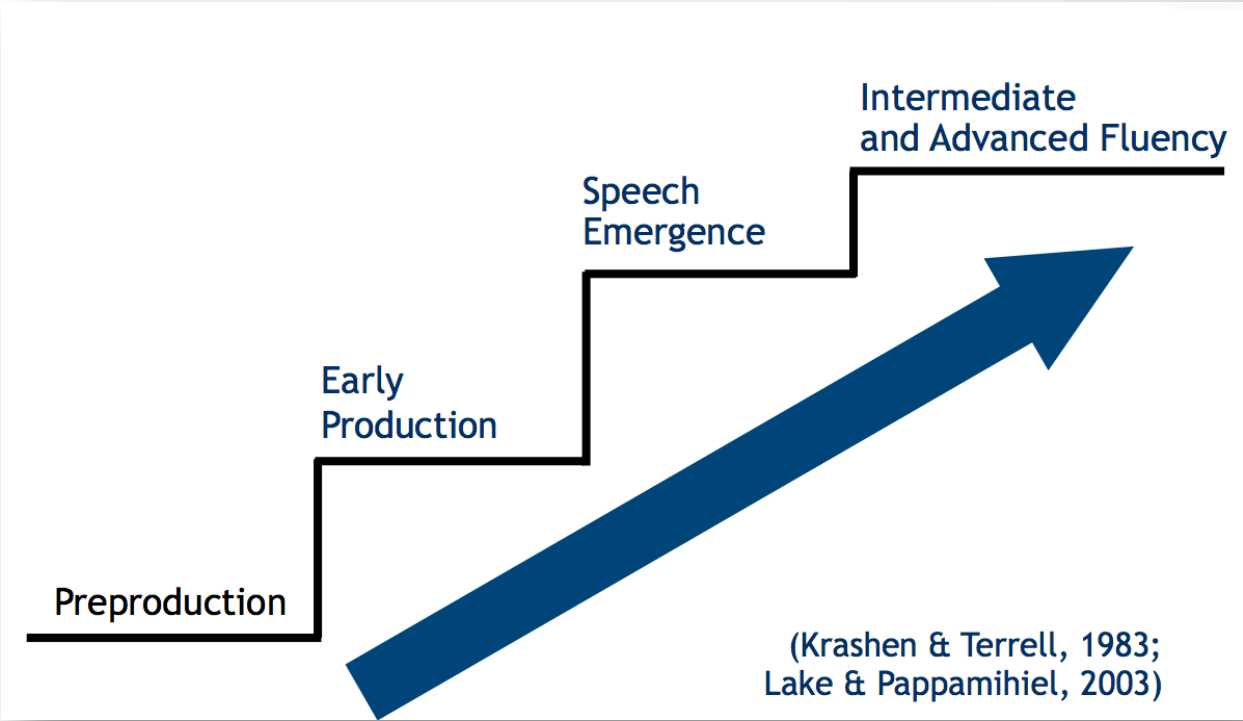 Intermediate
and Advanced Fluency
Speech
Emergence
Early
Production
Preproduction
(Krashen & Terrell, 1983;
Lake & Pappamihiel, 2003)